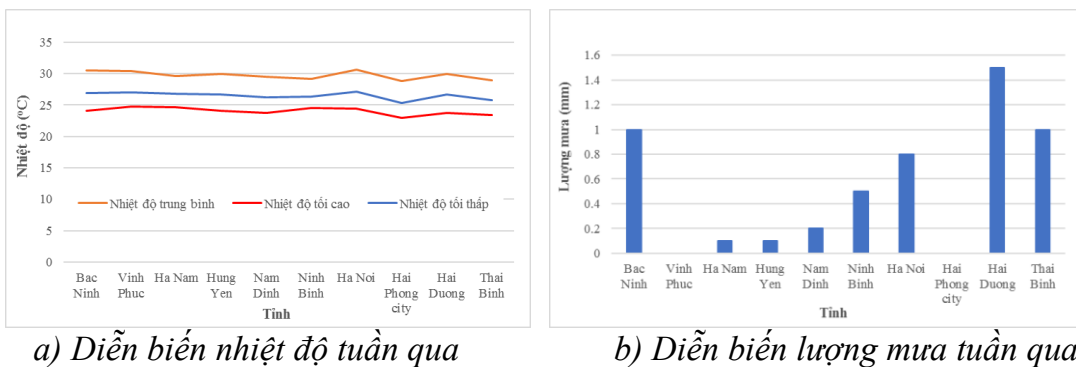 35
30
25
20
15
10
5
0
Nhiệt độ (ºC)
Nhiệt độ trung bình Nhiệt độ tối cao Nhiệt độ tối thấp
Bac Ninh
Vinh Phuc
Ha Nam
Hung Yen
Nam Dinh
Ninh Binh
Ha Noi
Hai Phong city
Hai Duong
Thai Binh
Tỉnh
a) Diễn biến nhiệt độ tuần qua
1.6
1.4
1.2
1
0.8
0.6
0.4
0.2
0
Lượng mưa (mm)
Bac Ninh
Vinh Phuc
Ha Nam
Hung Yen
Nam Dinh
Ninh Binh
Ha Noi
Hai Phong city
Hai Duong
Thai Binh
Tỉnh
b) Diễn biến lượng mưa tuần qua